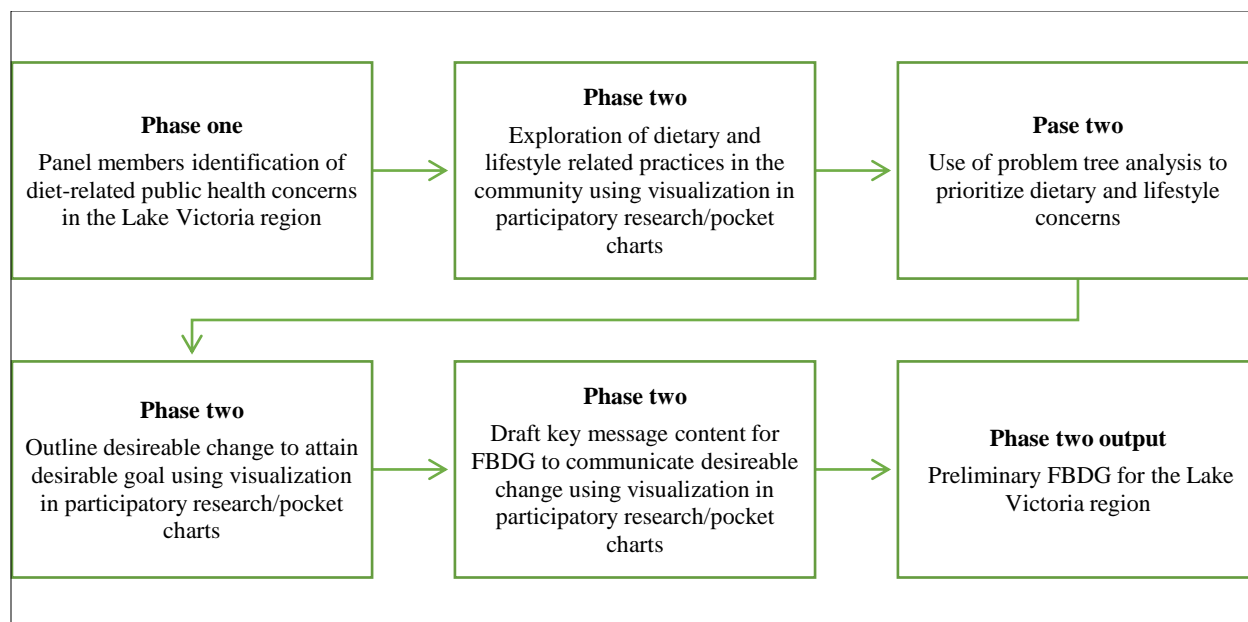 Phase one
Panel members identification of
diet-related public health concerns
in the Lake Victoria region
Phase two
Exploration of dietary and
lifestyle related practices in the
community using visualization in
participatory research/pocket
charts
Pase two
Use of problem tree analysis to
prioritize dietary and lifestyle
concerns
Phase two
Outline desireable change to attain
desirable goal using visualization
in participatory research/pocket
charts
Phase two
Draft key message content for
FBDG to communicate desireable
change using visualization in
participatory research/pocket
charts
Phase two output
Preliminary FBDG for the Lake
Victoria region